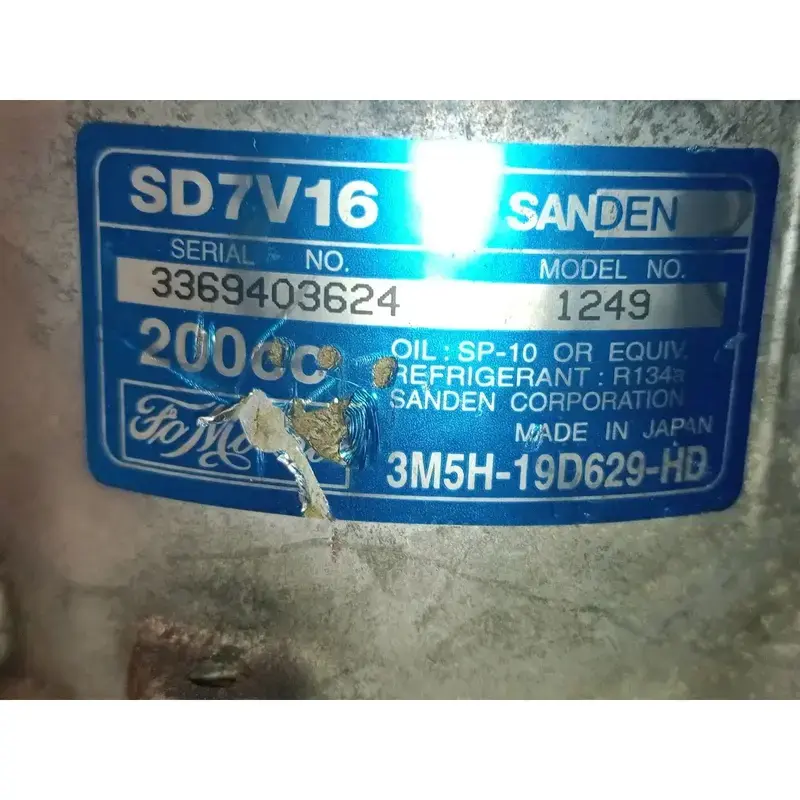 SD7V16 SANDEN
SERIAL NO. MODEL NO.
3369403624 1249
200cc
OIL : SP-10 OR EQUIV.
REFRIGERANT : R134a
SANDEN CORPORATION
MADE IN JAPAN
FoMoCo
3M5H-19D629-HD